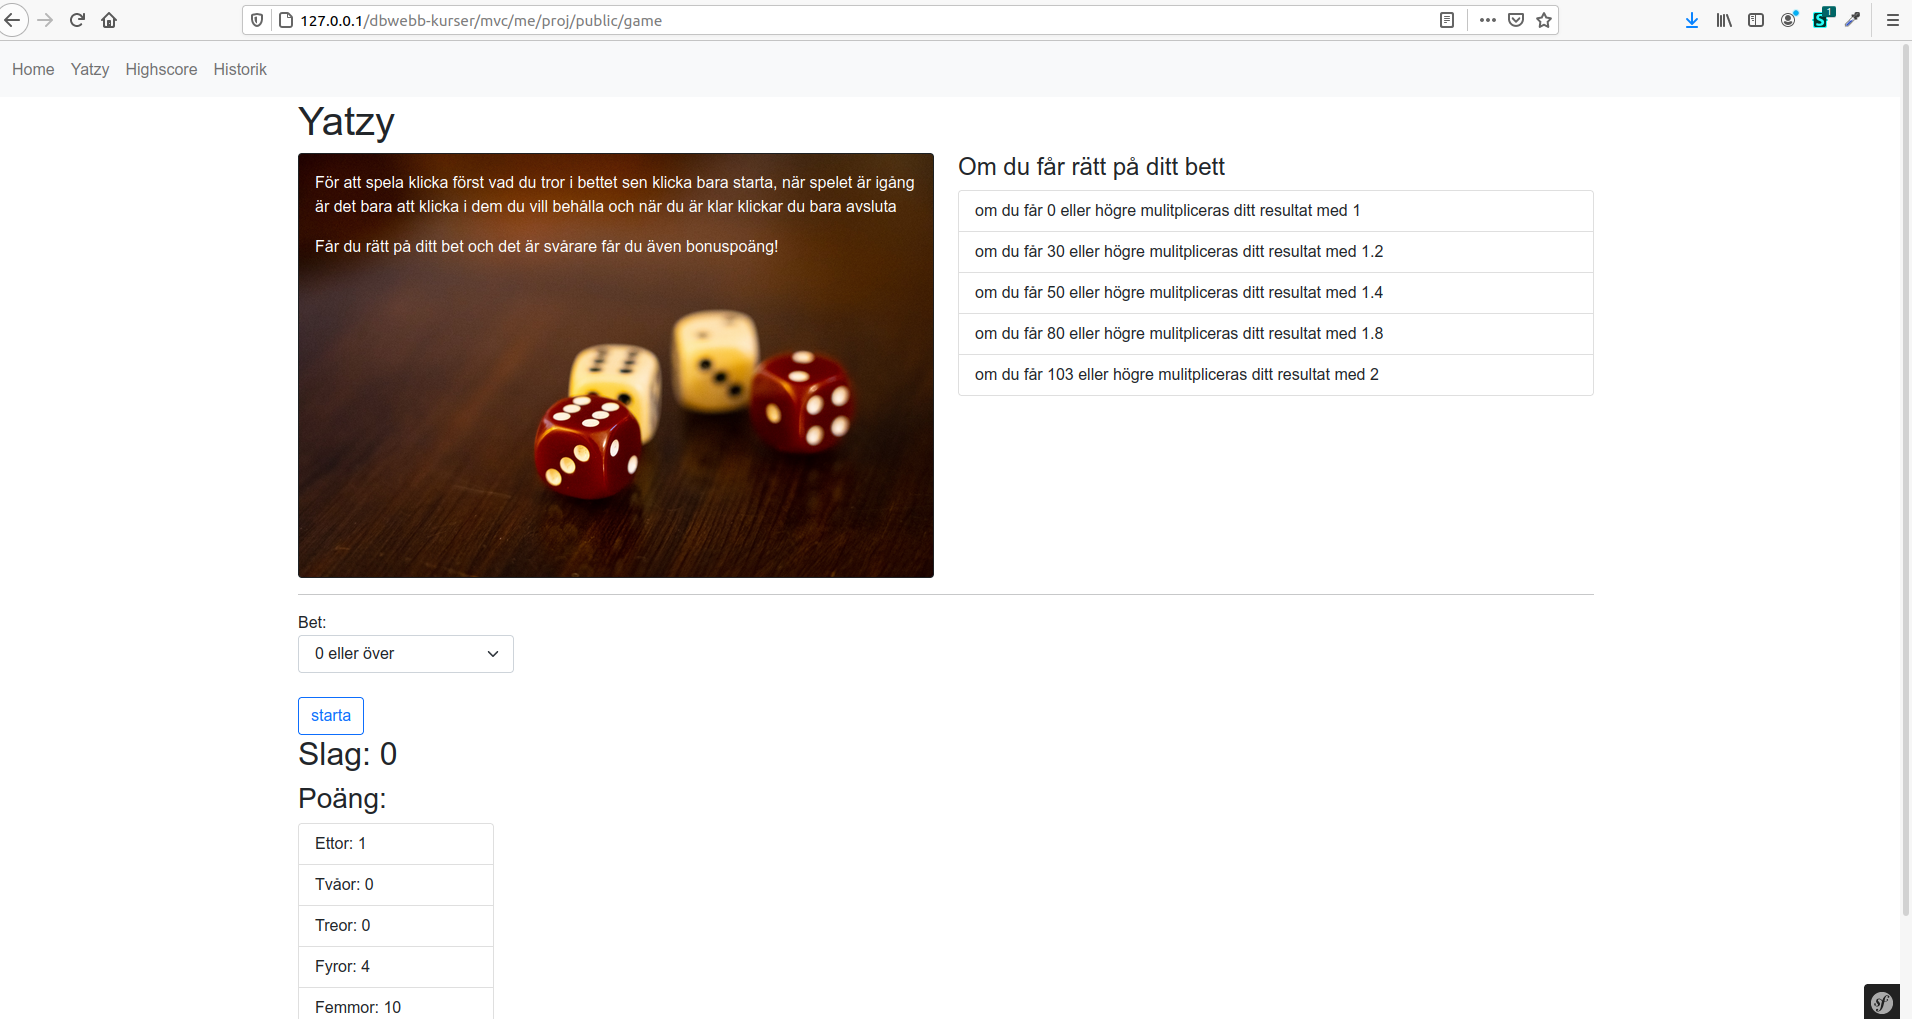 127.0.0.1/dbwebb-kurser/mvc/me/proj/public/game
S 1
Home Yatzy Highscore Historik
Yatzy
För att spela klicka först vad du tror i bettet sen klicka bara starta, när spelet är igång
är det bara att klicka i dem du vill behålla och när du är klar klickar du bara avsluta
Får du rätt på ditt bet och det är svårare får du även bonuspoäng!
Om du får rätt på ditt bett
om du får 0 eller högre mulitpliceras ditt resultat med 1
om du får 30 eller högre mulitpliceras ditt resultat med 1.2
om du får 50 eller högre mulitpliceras ditt resultat med 1.4
om du får 80 eller högre mulitpliceras ditt resultat med 1.8
om du får 103 eller högre mulitpliceras ditt resultat med 2
Bet:
0 eller över
starta
Slag: 0
Poäng:
Ettor: 1
Tvåor: 0
Treor: 0
Fyror: 4
Femmor: 10
sf